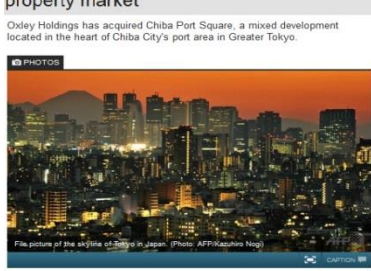 property market
Oxley Holdings has acquired Chiba Port Square, a mixed development
located in the heart of Chiba City's port area in Greater Tokyo.
PHOTOS
File picture of the skyline of Tokyo in Japan. (Photo: AFP/Kazuhiro Nogi)
AFP
CAPTION